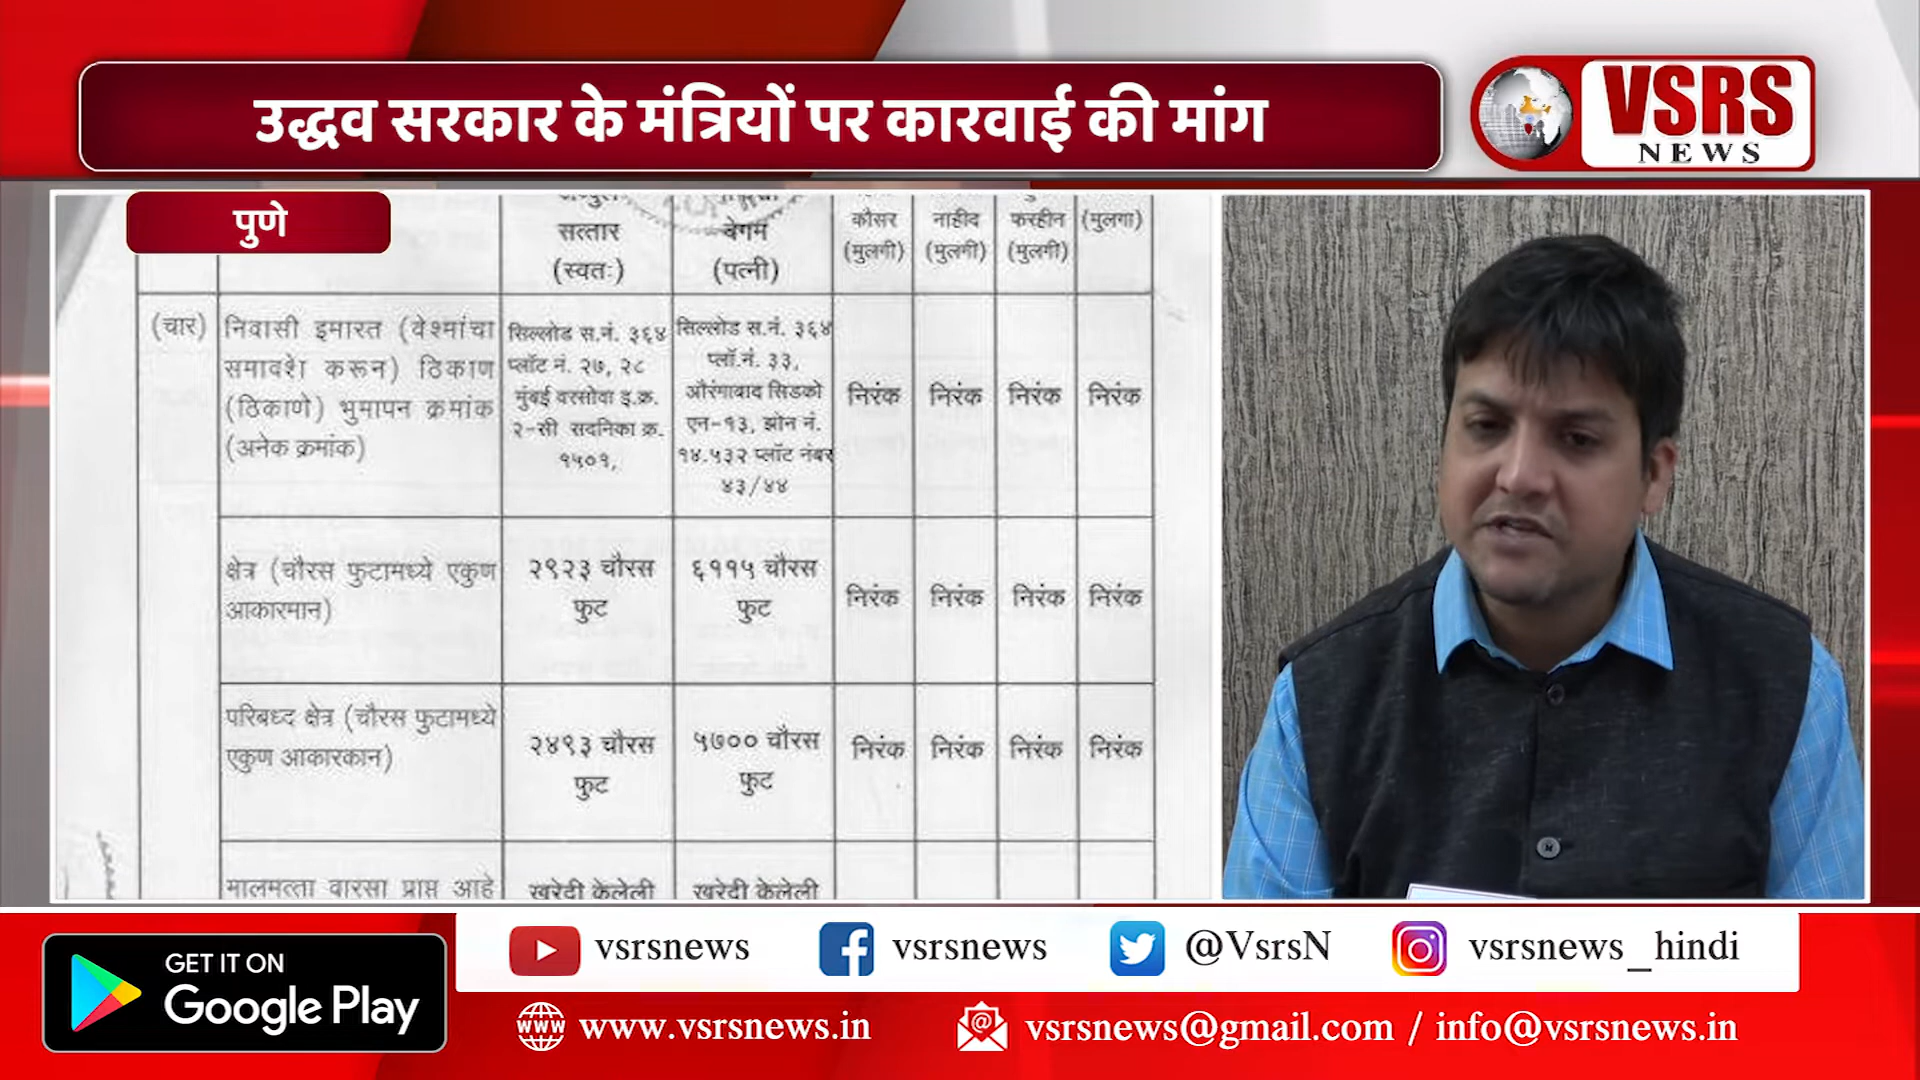 उद्धव सरकार के मंत्रियों पर कारवाई की मांग
VSRS
NEWS
पुणे
सत्तार
(स्वतः)
बेगम
(पत्नी)
कौसर
(मुलगी)
नाहीद
(मुलगी)
फरहीन
(मुलगी)
(मुलगा)
(चार)
निवासी इमारत (वेश्मांचा
समावशे करून) ठिकाण
(ठिकाणे) भुमापन क्रमांक
(अनेक क्रमांक)
सिल्लोड स.नं. ३६४
प्लॉट नं. २७, २८
मुंबई वरसोवा इ.क्र.
२-सी सदनिका क्र.
१५०१,
सिल्लोड स.नं. ३६४
प्लॉ.नं. ३३,
औरंगाबाद सिडको
एन-१३, झोन नं.
१४.५३२ प्लॉट नंबर
४३/४४
निरंक
निरंक
निरंक
निरंक
क्षेत्र (चौरस फुटामध्ये एकुण
आकारमान)
२९२३ चौरस
फुट
६११५ चौरस
फुट
निरंक
निरंक
निरंक
निरंक
परिबध्द क्षेत्र (चौरस फुटामध्ये
एकुण आकारकान)
२४९३ चौरस
फुट
५७०० चौरस
फुट
निरंक
निरंक
निरंक
निरंक
मालमत्ता वारसा प्राप्त आहे
खरेदी केलेली
खरेदी केलेली
GET IT ON
Google Play
vsrsnews
vsrsnews
@VsrsN
vsrsnews_hindi
www.vsrsnews.in
vsrsnews@gmail.com / info@vsrsnews.in